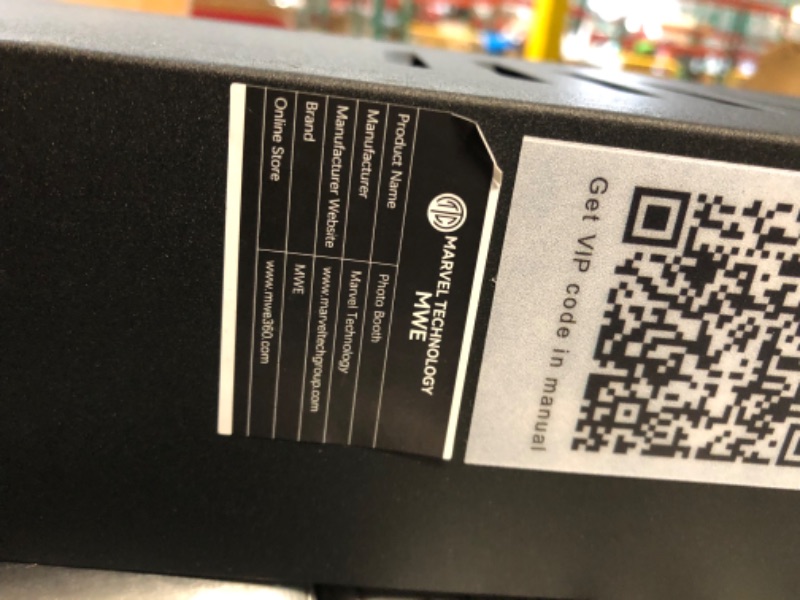 MARVEL TECHNOLOGY
MWE
Product Name Photo Booth
Manufacturer Marvel Technology
Manufacturer Website www.marveltechgroup.com
Brand MWE
Online Store www.mwe360.com
Get VIP code in manual